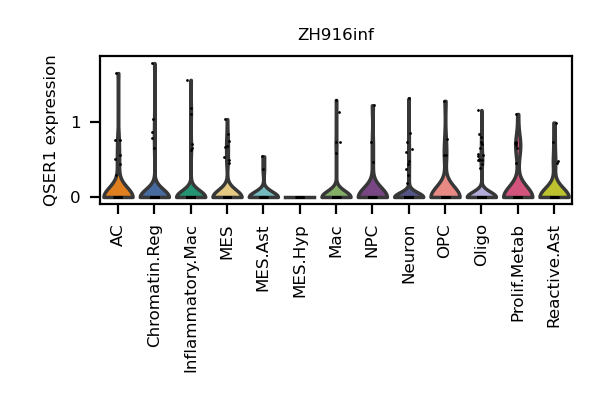 ZH916inf
QSER1 expression
1
0
AC
Chromatin.Reg
Inflammatory.Mac
MES
MES.Ast
MES.Hyp
Mac
NPC
Neuron
OPC
Oligo
Prolif.Metab
Reactive.Ast